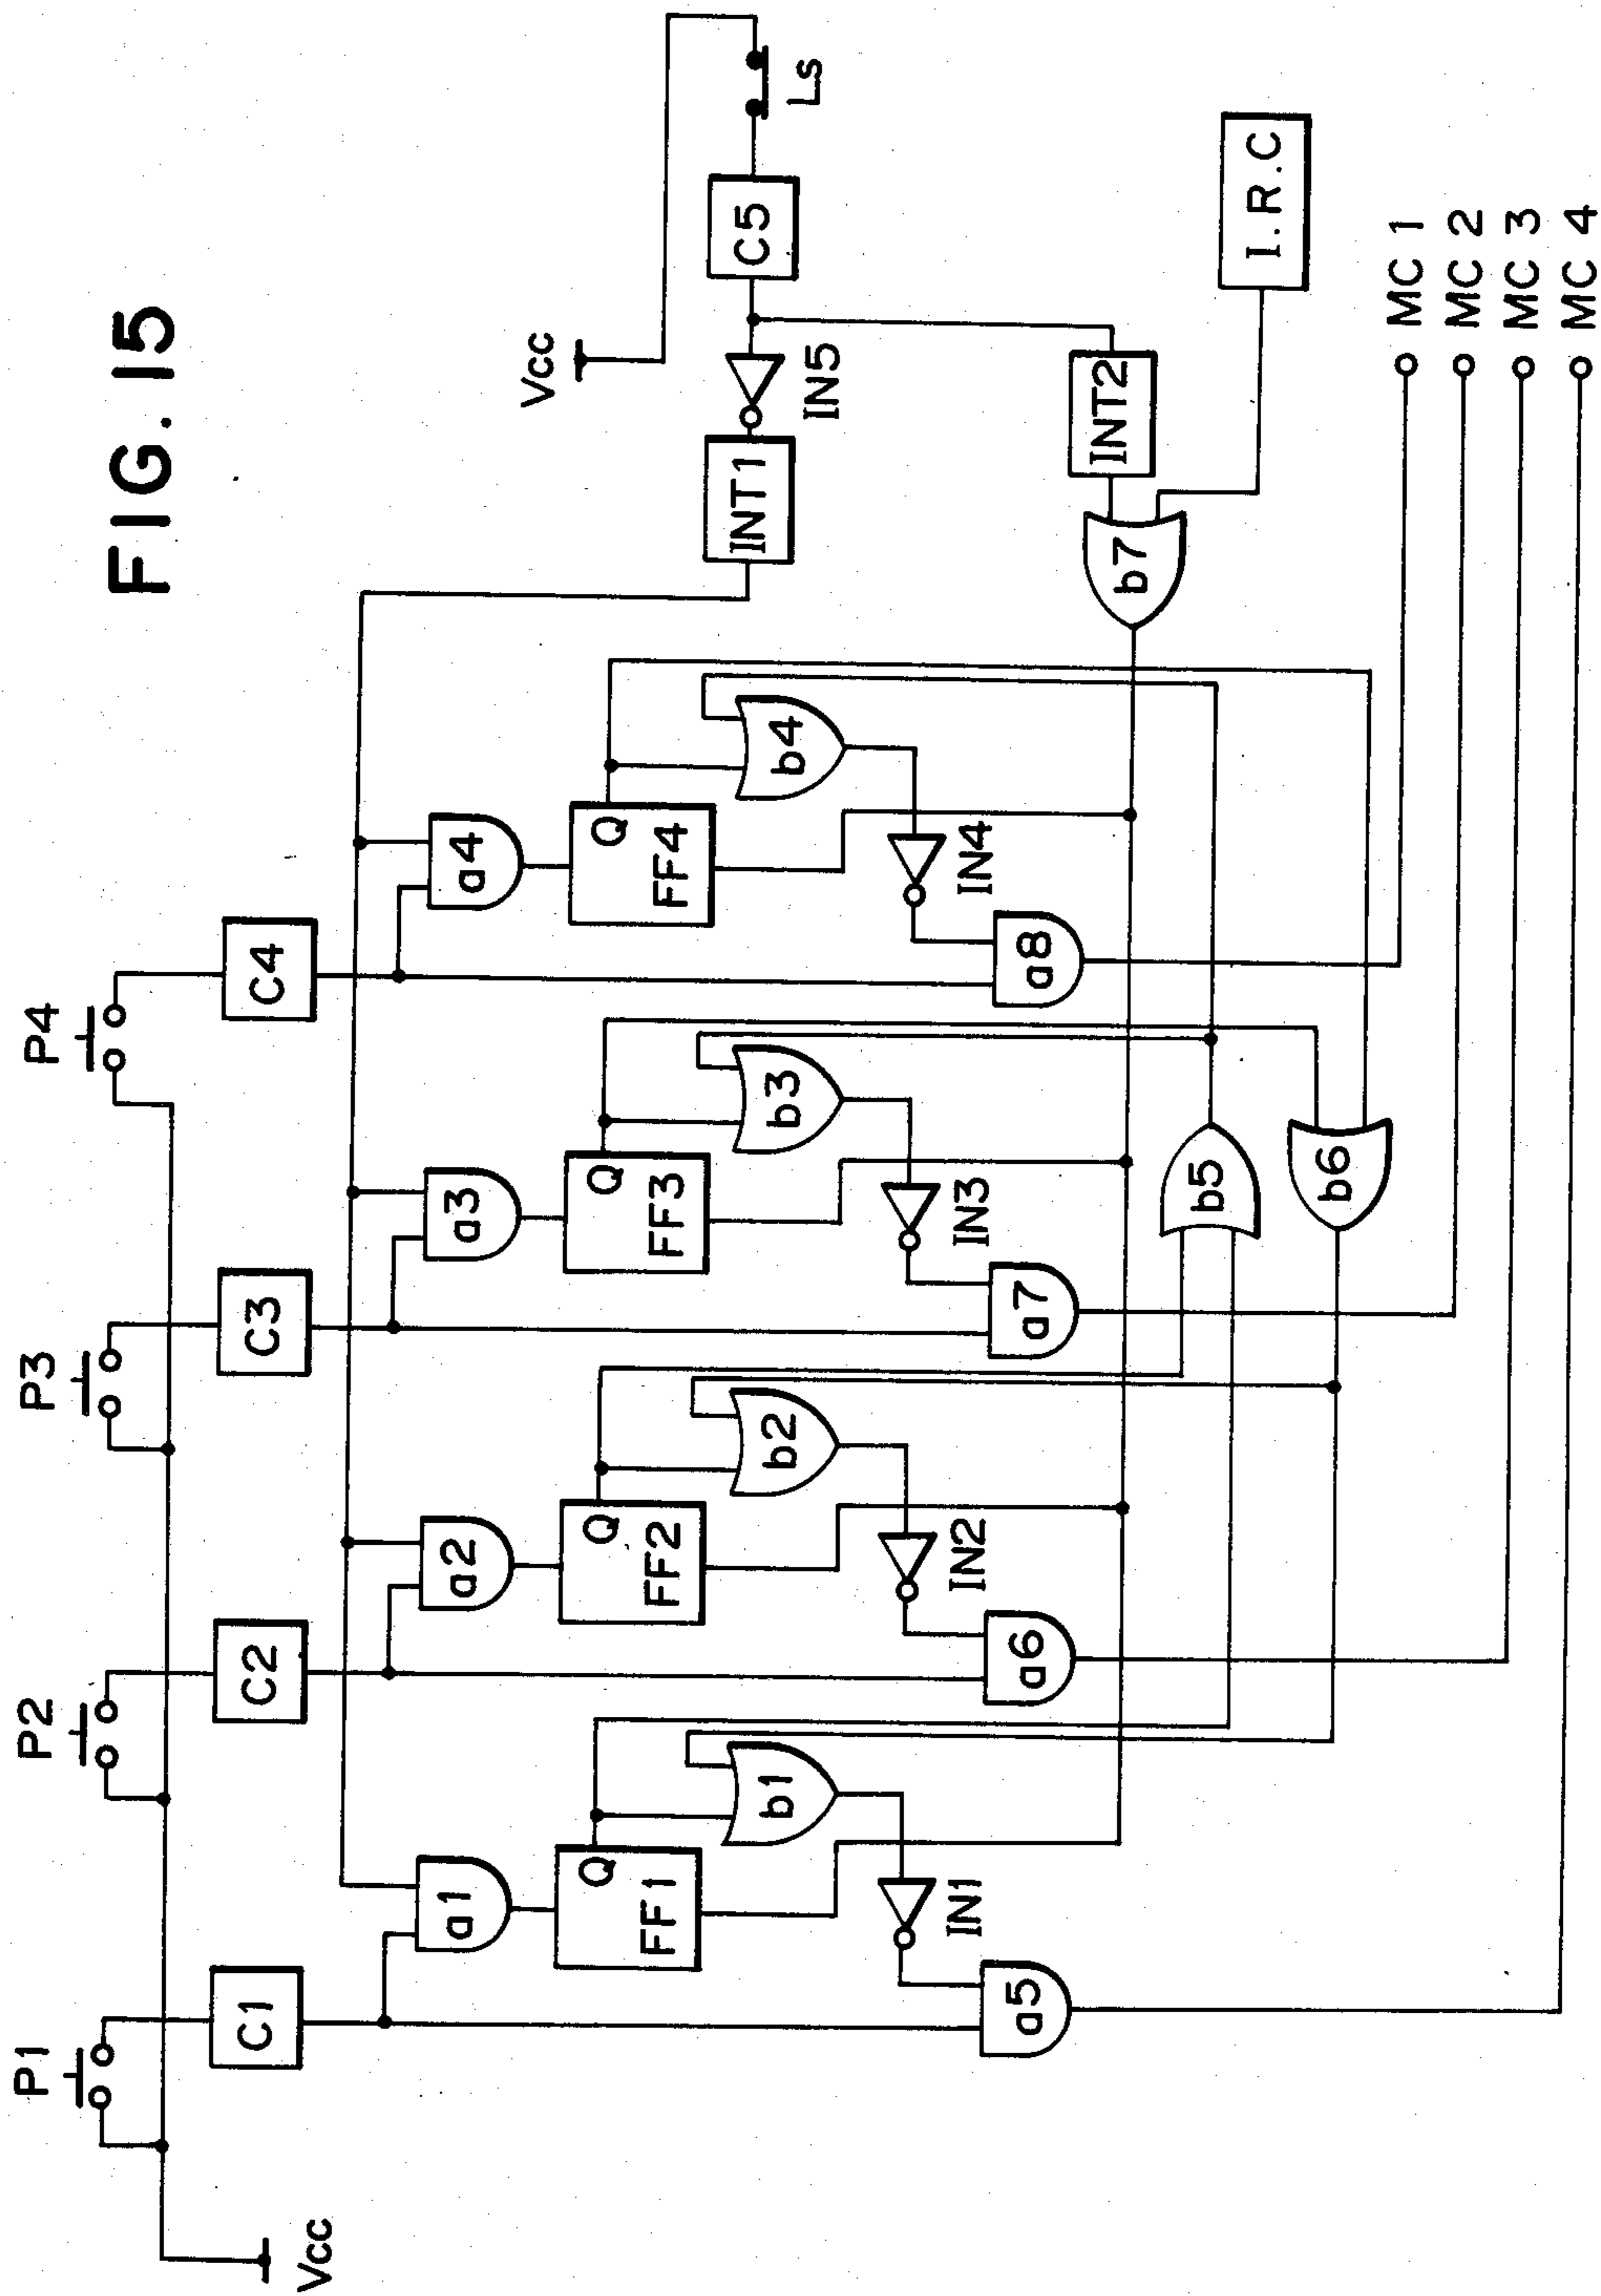 FIG. 15
P1
P2
P3
P4
C1
C2
C3
C4
Vcc
Vcc
Ls
C5
IN5
INT1
INT2
I.R.C
a1
a2
a3
a4
Q
FF1
Q
FF2
Q
FF3
Q
FF4
b1
b2
b3
b4
b7
IN1
IN2
IN3
IN4
a5
a6
a7
a8
b5
b6
MC 1
MC 2
MC 3
MC 4